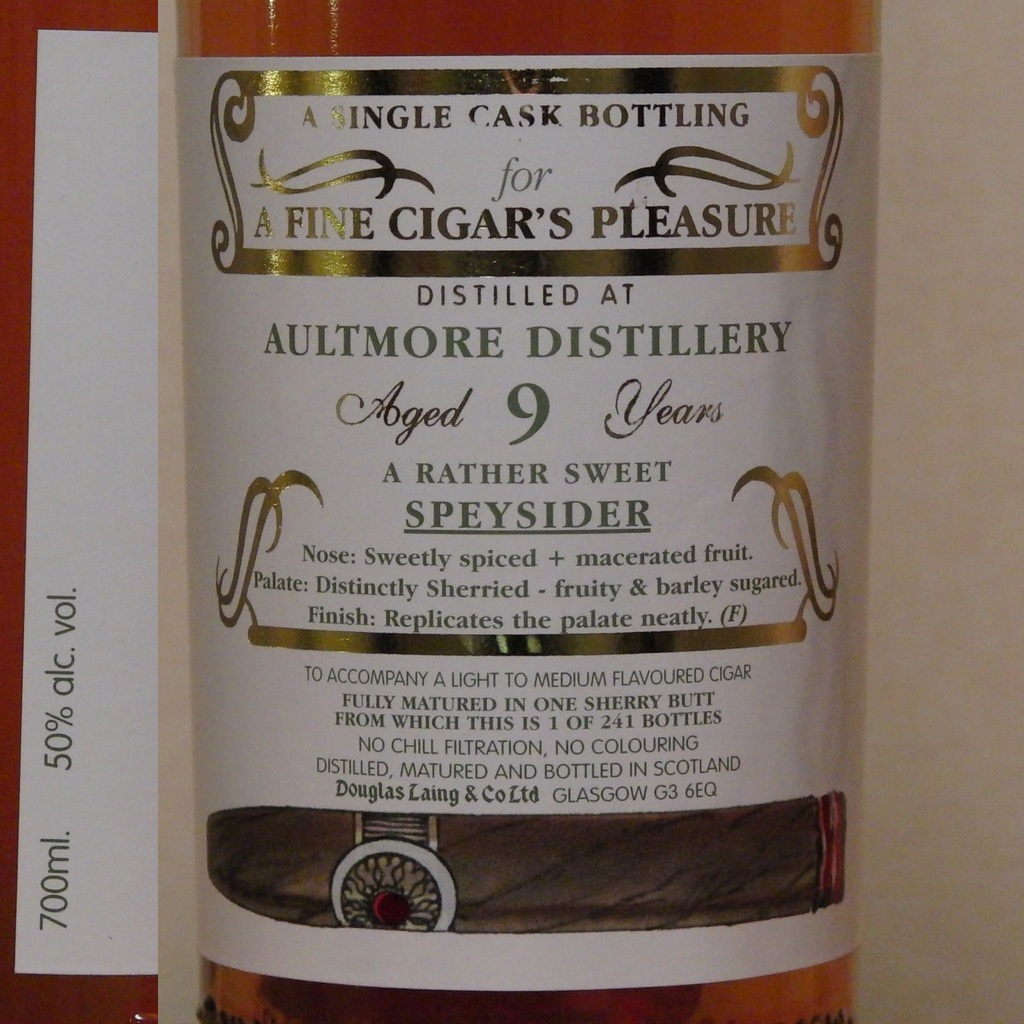 700ml. 50% alc. vol.
A SINGLE CASK BOTTLING
for
A FINE CIGAR'S PLEASURE
DISTILLED AT
AULTMORE DISTILLERY
Aged 9 Years
A RATHER SWEET
SPEYSIDER
Nose: Sweetly spiced + macerated fruit.
Palate: Distinctly Sherried - fruity & barley sugared.
Finish: Replicates the palate neatly. (F)
TO ACCOMPANY A LIGHT TO MEDIUM FLAVOURED CIGAR
FULLY MATURED IN ONE SHERRY BUTT
FROM WHICH THIS IS 1 OF 241 BOTTLES
NO CHILL FILTRATION, NO COLOURING
DISTILLED, MATURED AND BOTTLED IN SCOTLAND
Douglas Laing & Co Ltd GLASGOW G3 6EQ